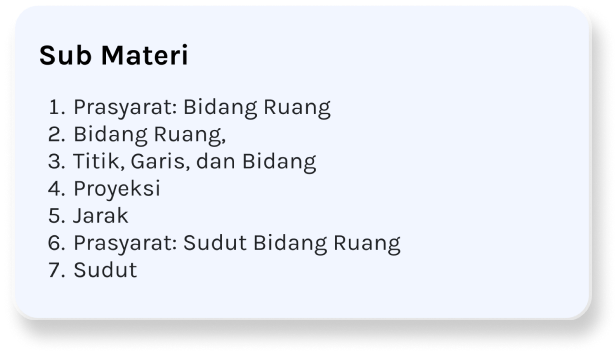 Sub Materi
1. Prasyarat: Bidang Ruang
2. Bidang Ruang,
3. Titik, Garis, dan Bidang
4. Proyeksi
5. Jarak
6. Prasyarat: Sudut Bidang Ruang
7. Sudut